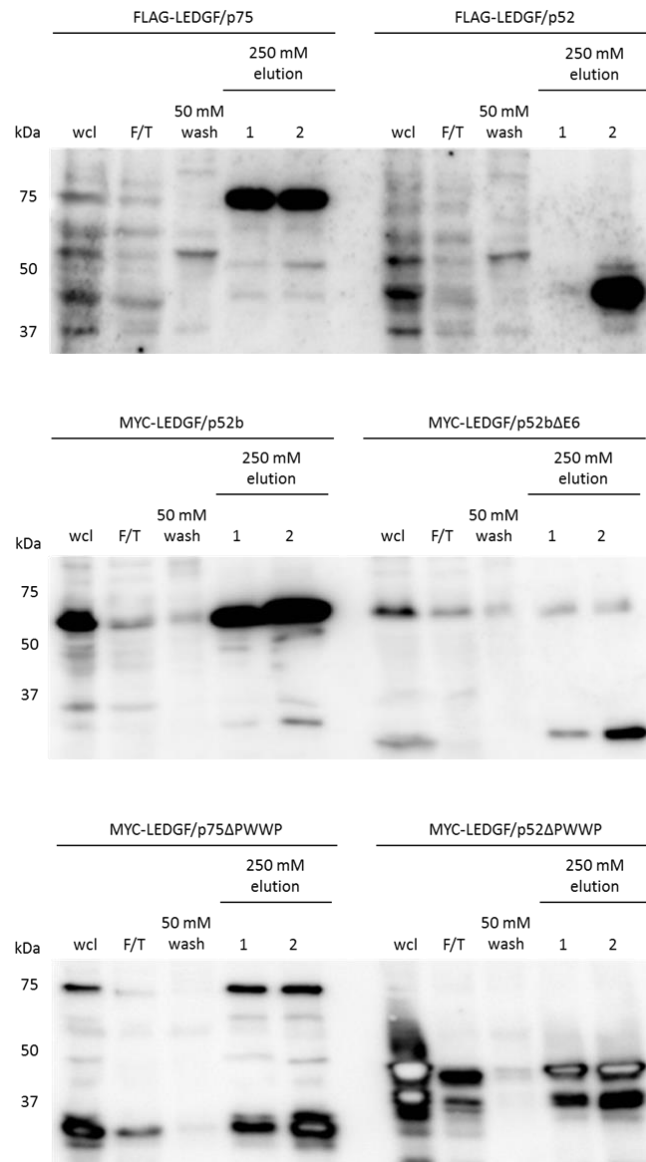 FLAG-LEDGF/p75 FLAG-LEDGF/p52
250 mM elution 250 mM elution
50 mM wash 50 mM wash
kDa wcl F/T 1 2 wcl F/T 1 2
75
50
37
MYC-LEDGF/p52b MYC-LEDGF/p52bΔE6
250 mM elution 250 mM elution
50 mM wash 50 mM wash
kDa wcl F/T 1 2 wcl F/T 1 2
75
50
37
MYC-LEDGF/p75ΔPWWP MYC-LEDGF/p52ΔPWWP
250 mM elution 250 mM elution
50 mM wash 50 mM wash
kDa wcl F/T 1 2 wcl F/T 1 2
75
50
37